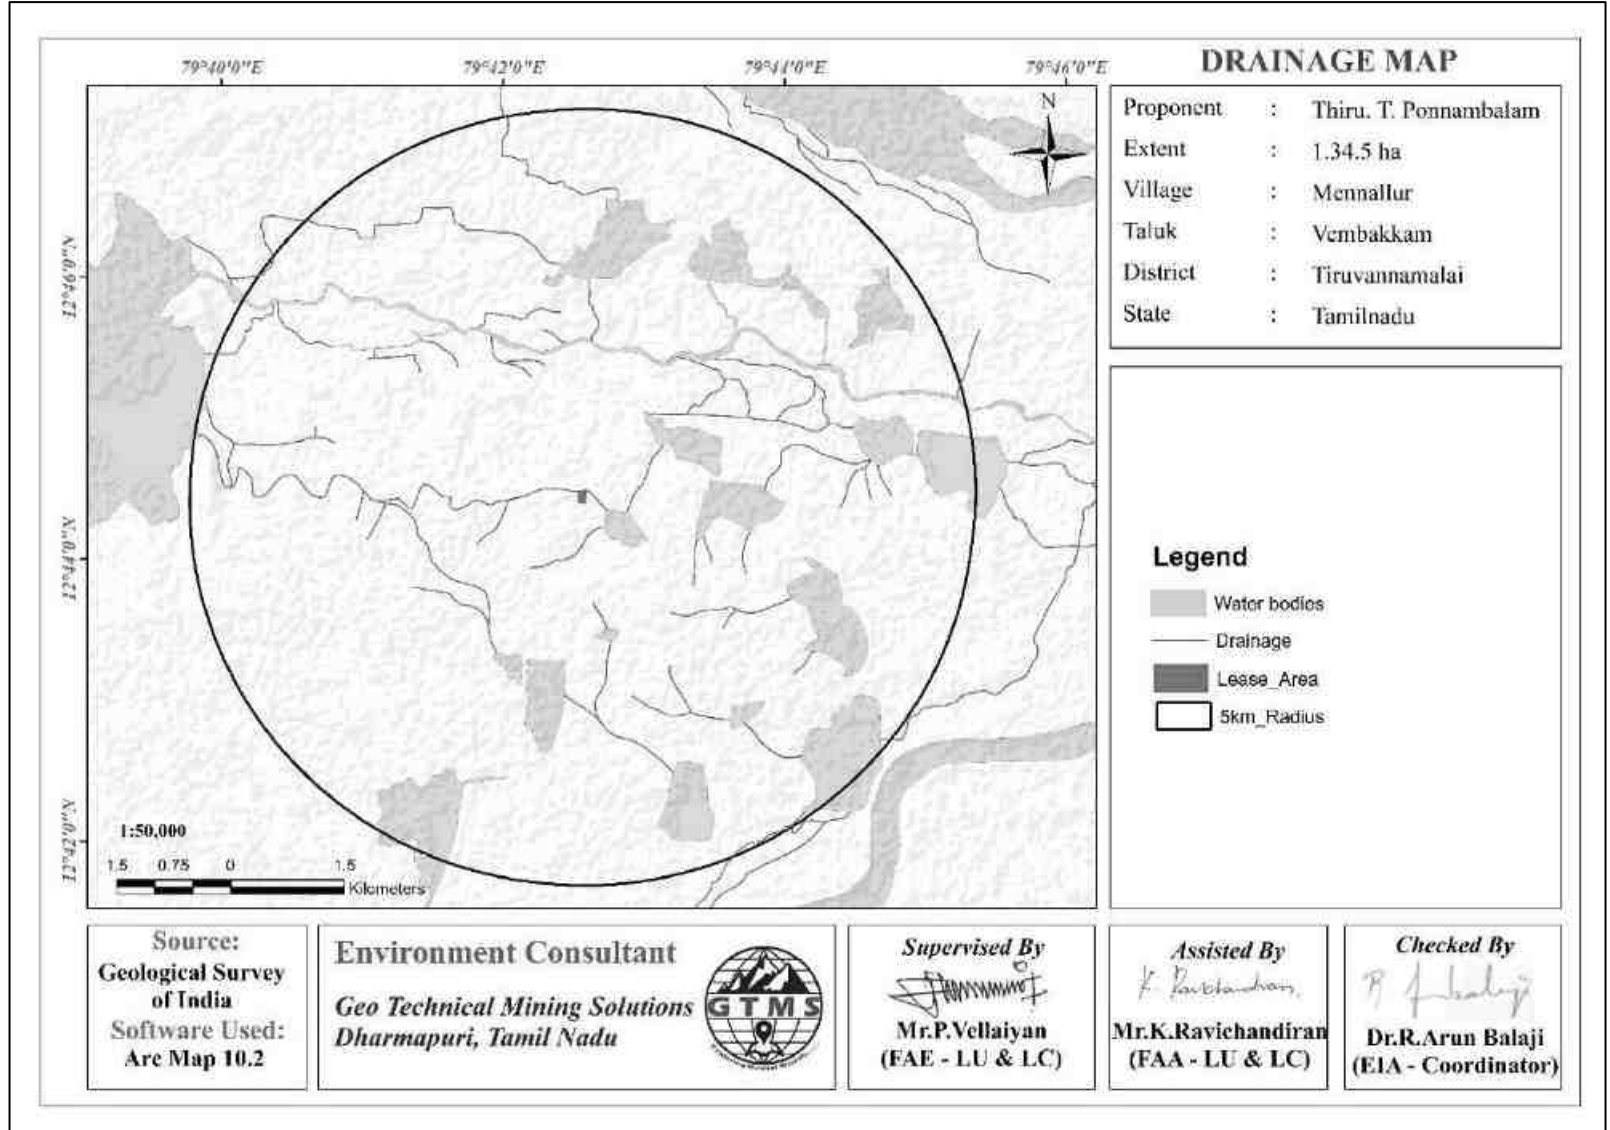 DRAINAGE MAP
79°40'0"E 79°42'0"E 79°44'0"E 79°46'0"E
Proponent : Thiru. T. Ponnambalam
Extent : 1.34.5 ha
Village : Mennallur
Taluk : Vembakkam
District : Tiruvannamalai
State : Tamilnadu
N
12°46'0"N
12°44'0"N
12°42'0"N
Legend
Water bodies
Drainage
Lease_Area
5km_Radius
1:50,000
1.5 0.75 0 1.5
Kilometers
Source:
Geological Survey
of India
Software Used:
Arc Map 10.2
Environment Consultant
Geo Technical Mining Solutions
Dharmapuri, Tamil Nadu
GTMS
Supervised By
Mr.P.Vellaiyan
(FAE - LU & LC)
Assisted By
Mr.K.Ravichandiran
(FAA - LU & LC)
Checked By
Dr.R.Arun Balaji
(EIA - Coordinator)